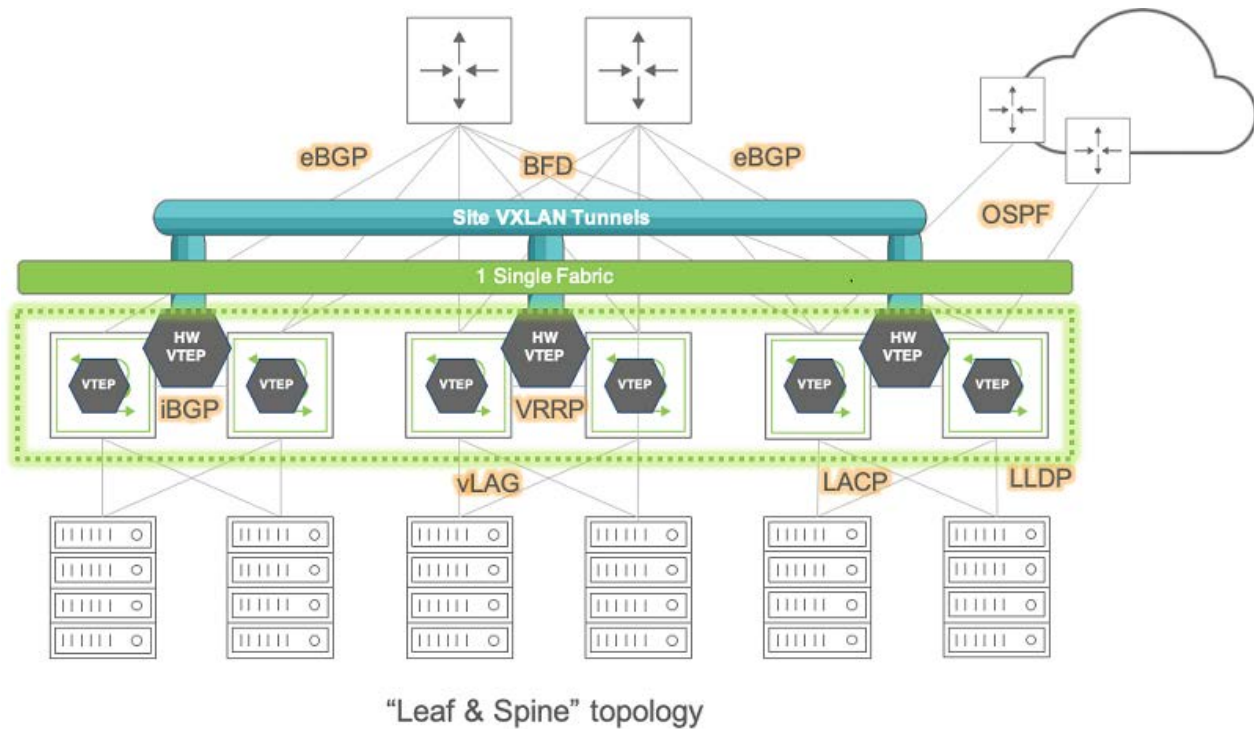 eBGP
BFD
eBGP
OSPF
Site VXLAN Tunnels
1 Single Fabric
HW
VTEP
HW
VTEP
HW
VTEP
VTEP
VTEP
VTEP
VTEP
VTEP
VTEP
iBGP
VRRP
vLAG
LACP
LLDP
“Leaf & Spine” topology